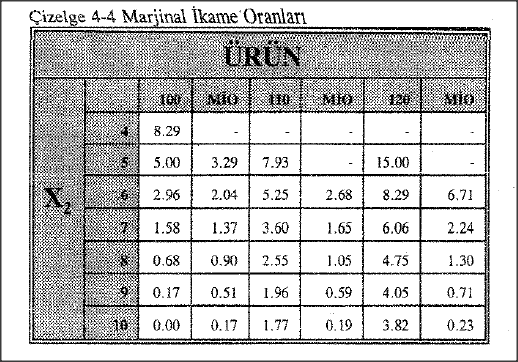 Çizelge 4-4 Marjinal İkame Oranları
ÜRÜN
100 MİO 110 MİO 120 MIO
4 8.29 - - - - -
5 5.00 3.29 7.93 - 15.00 -
X2
6 2.96 2.04 5.25 2.68 8.29 6.71
7 1.58 1.37 3.60 1.65 6.06 2.24
8 0.68 0.90 2.55 1.05 4.75 1.30
9 0.17 0.51 1.96 0.59 4.05 0.71
10 0.00 0.17 1.77 0.19 3.82 0.23